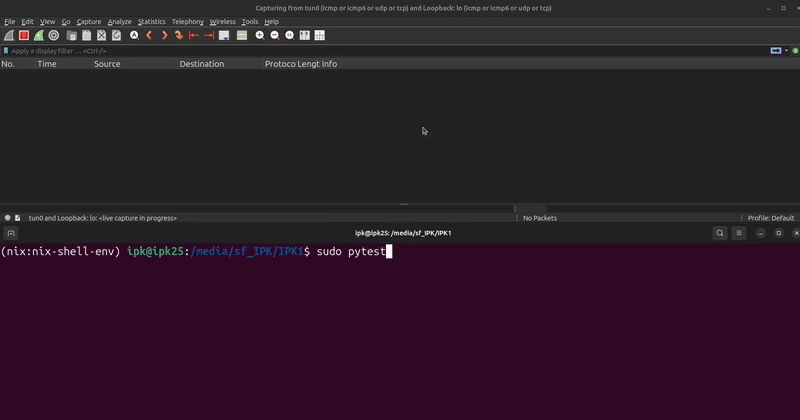 Capturing from tun0 (icmp or icmp6 or udp or tcp) and Loopback: lo (icmp or icmp6 or udp or tcp)
File Edit View Go Capture Analyze Statistics Telephony Wireless Tools Help
Apply a display filter ... <Ctrl-/>
No. Time Source Destination Protoco Lengt Info
tun0 and Loopback: lo: <live capture in progress> No Packets Profile: Default
ipk@ipk25: /media/sf_IPK/IPK1
(nix:nix-shell-env) ipk@ipk25:/media/sf_IPK/IPK1$ sudo pytest